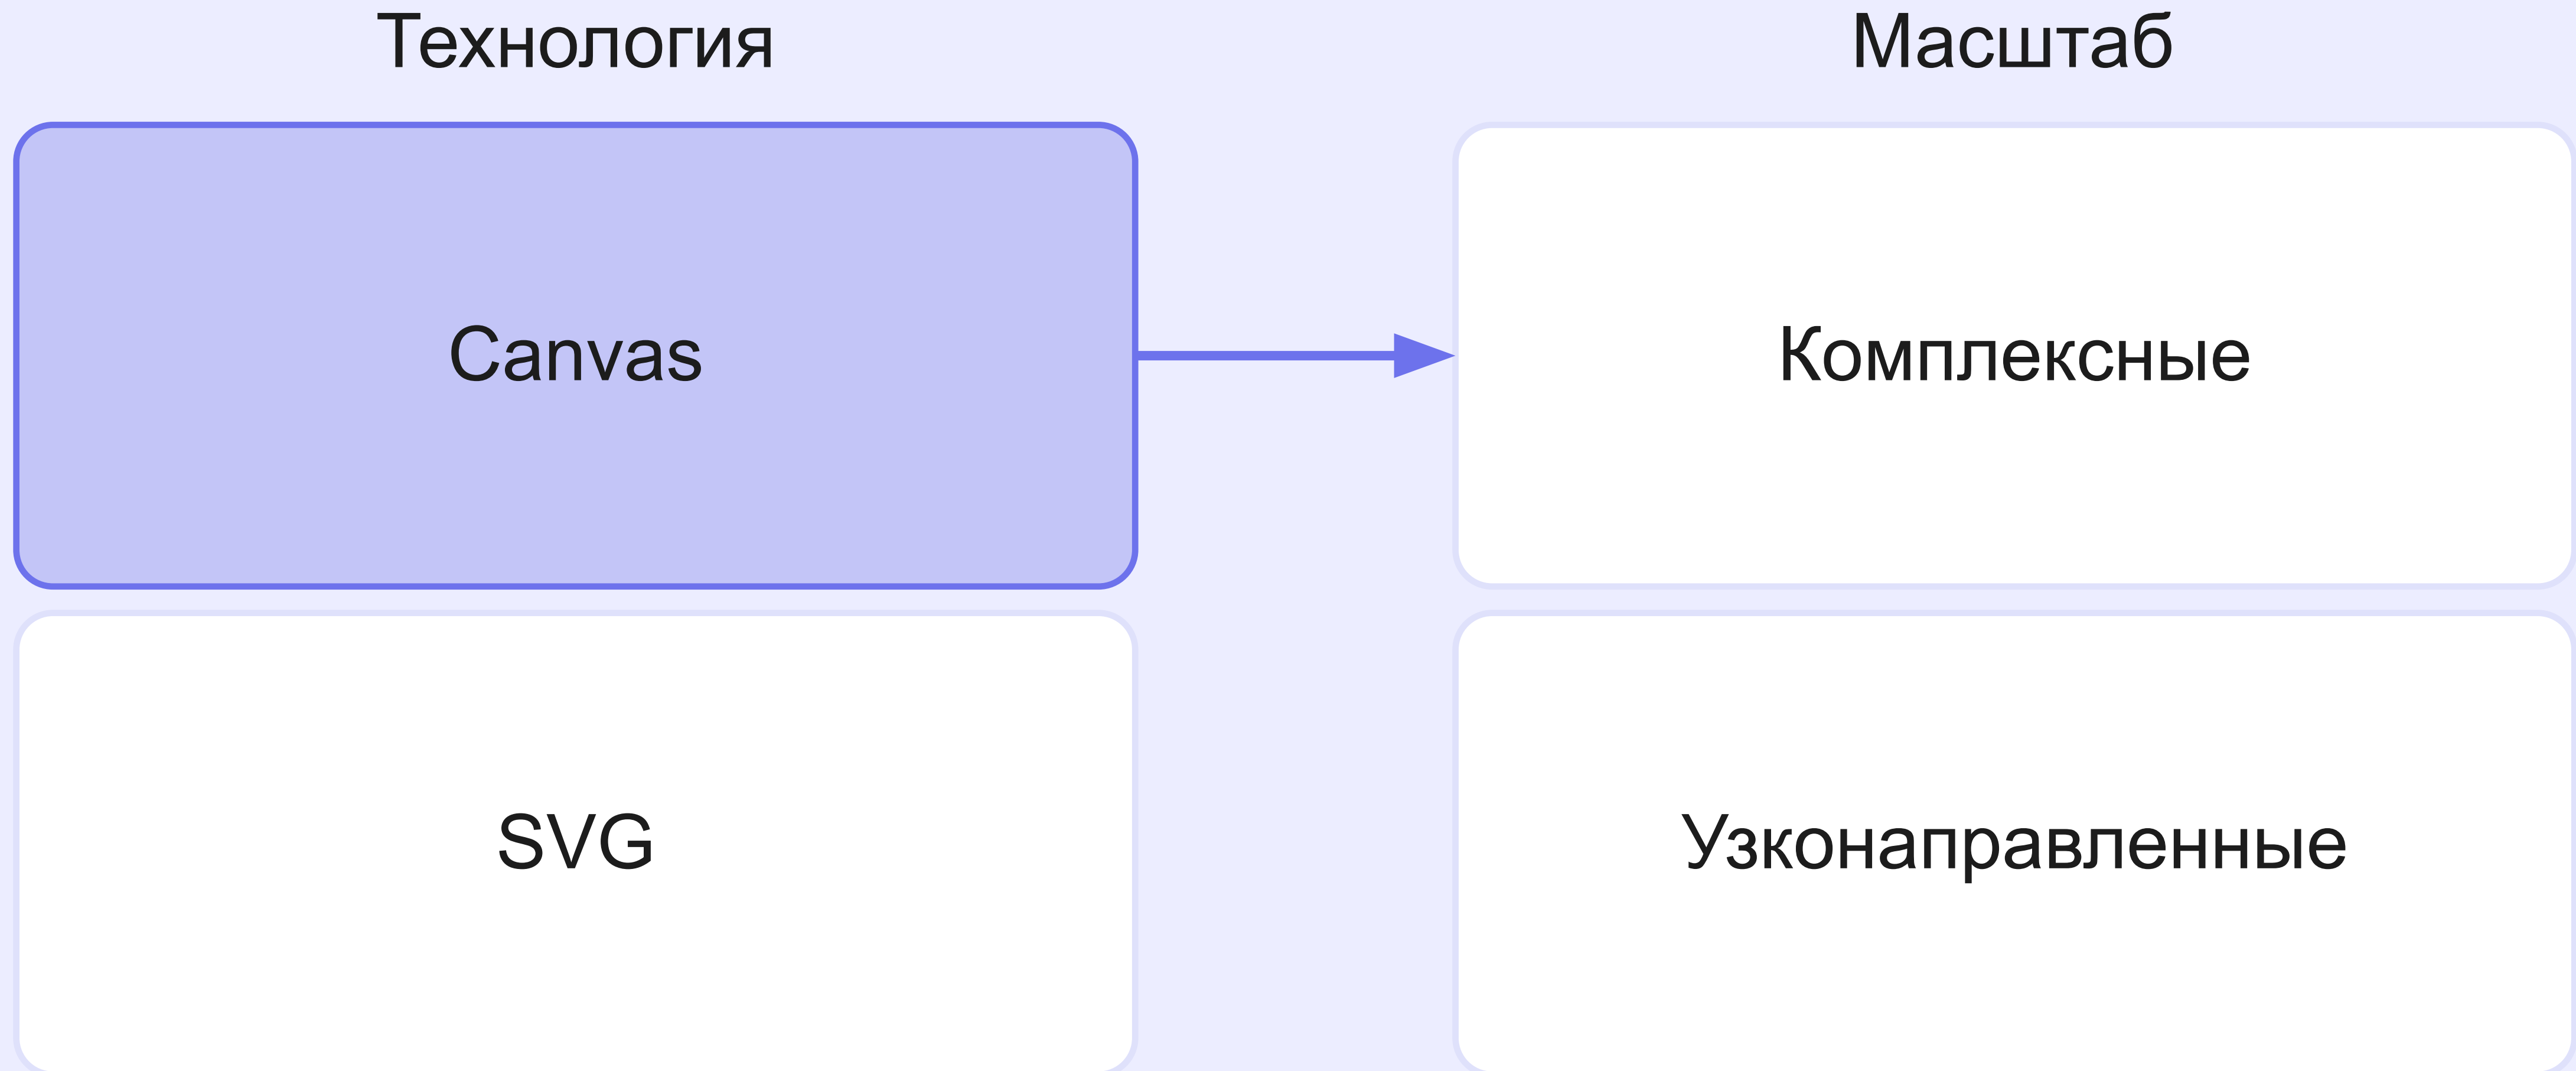 Технология
Масштаб
Canvas
Комплексные
SVG
Узконаправленные